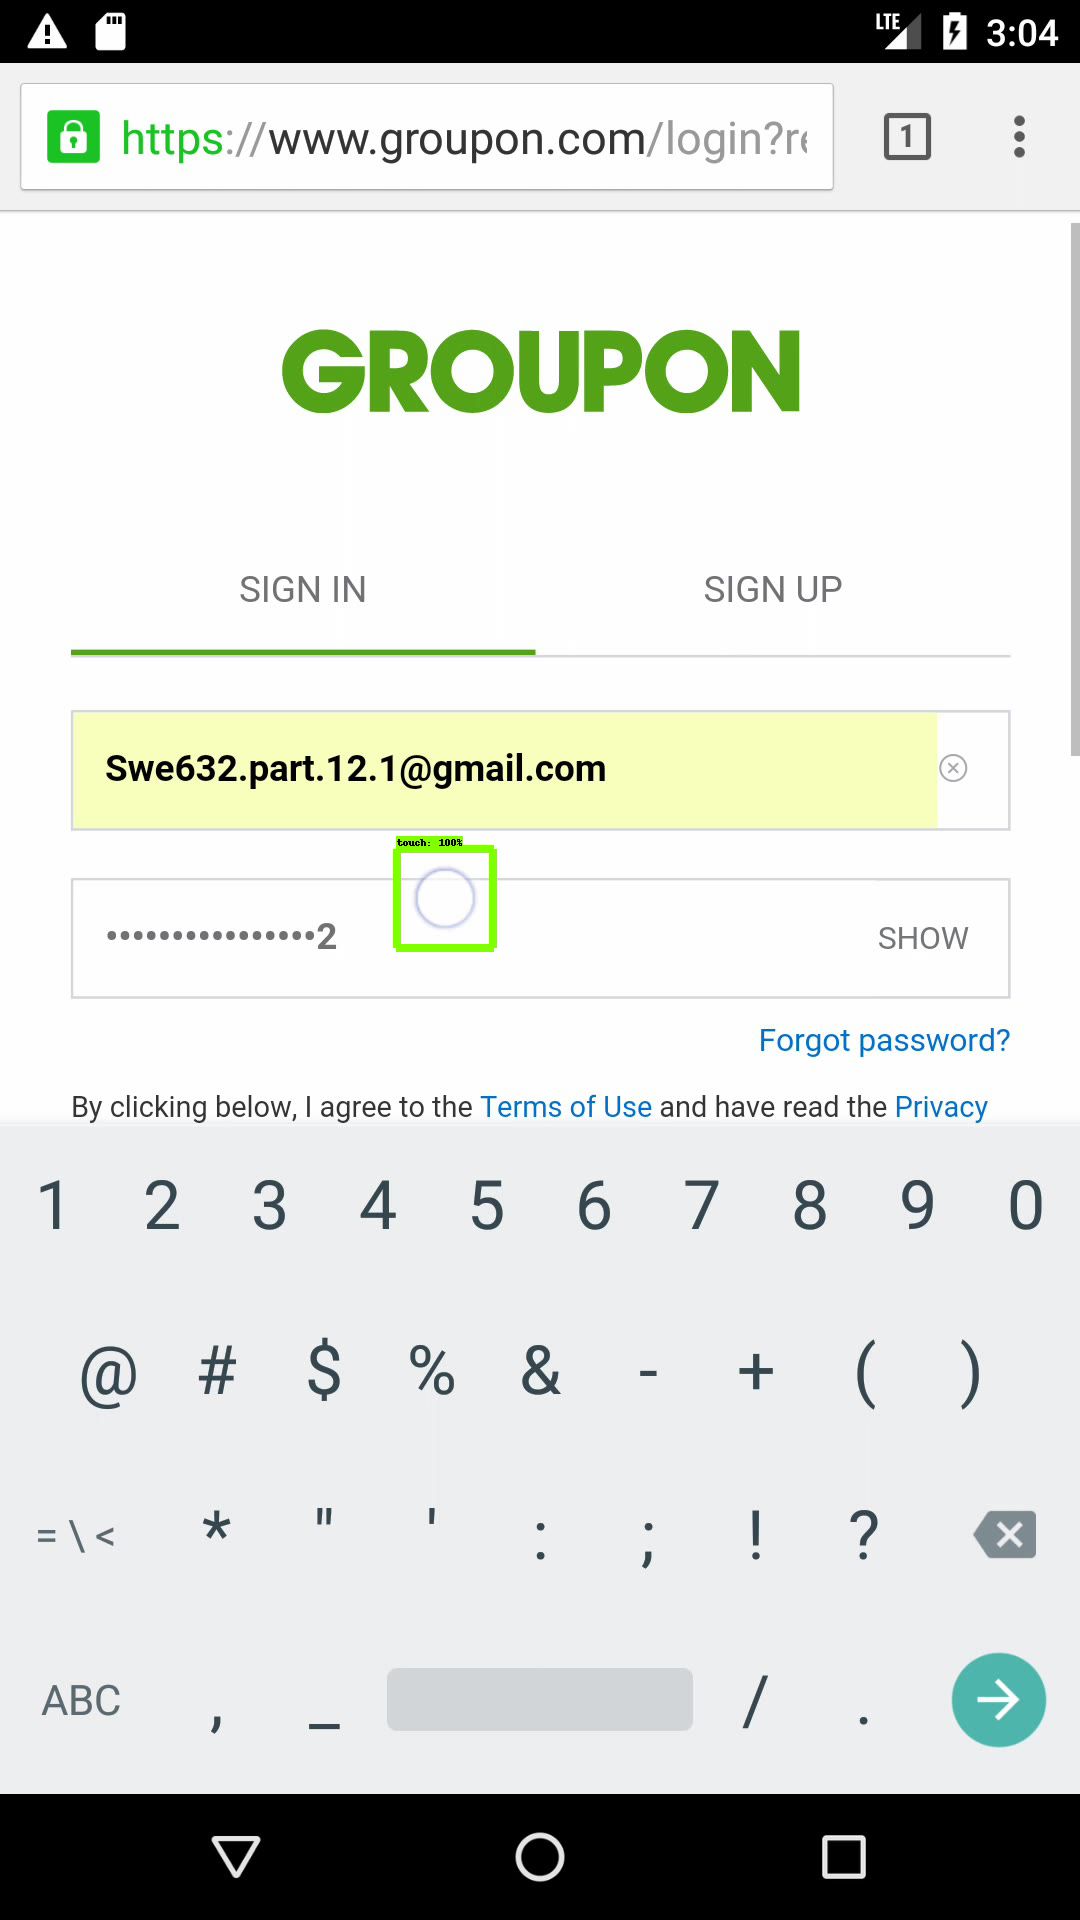 LTE 3:04
https://www.groupon.com/login?re
1
GROUPON
SIGN IN SIGN UP
Swe632.part.12.1@gmail.com
touch: 100%
•••••••••••••••• 2 SHOW
Forgot password?
By clicking below, I agree to the Terms of Use and have read the Privacy
1 2 3 4 5 6 7 8 9 0
@ # $ % & - + ( )
= \ < * " ' : ; ! ?
ABC , _ / .